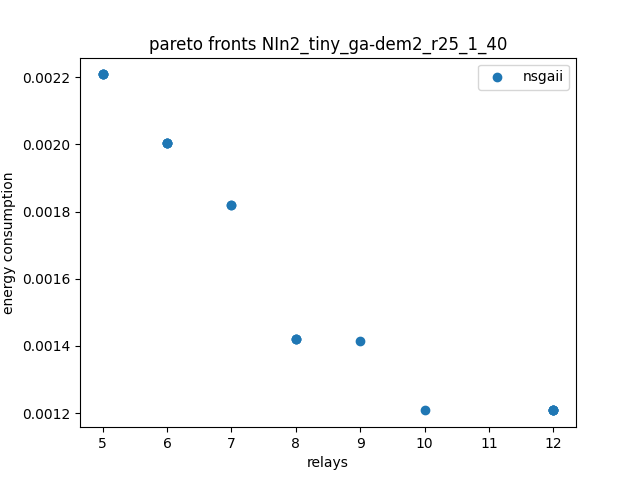 pareto fronts NIn2_tiny_ga-dem2_r25_1_40
nsgaii
0.0022
0.0020
0.0018
0.0016
0.0014
0.0012
energy consumption
5 6 7 8 9 10 11 12
relays